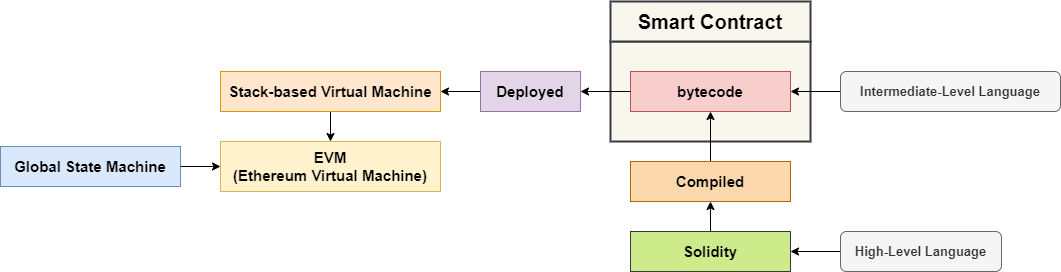 Smart Contract
Stack-based Virtual Machine
Deployed
bytecode
Intermediate-Level Language
Global State Machine
EVM
(Ethereum Virtual Machine)
Compiled
Solidity
High-Level Language